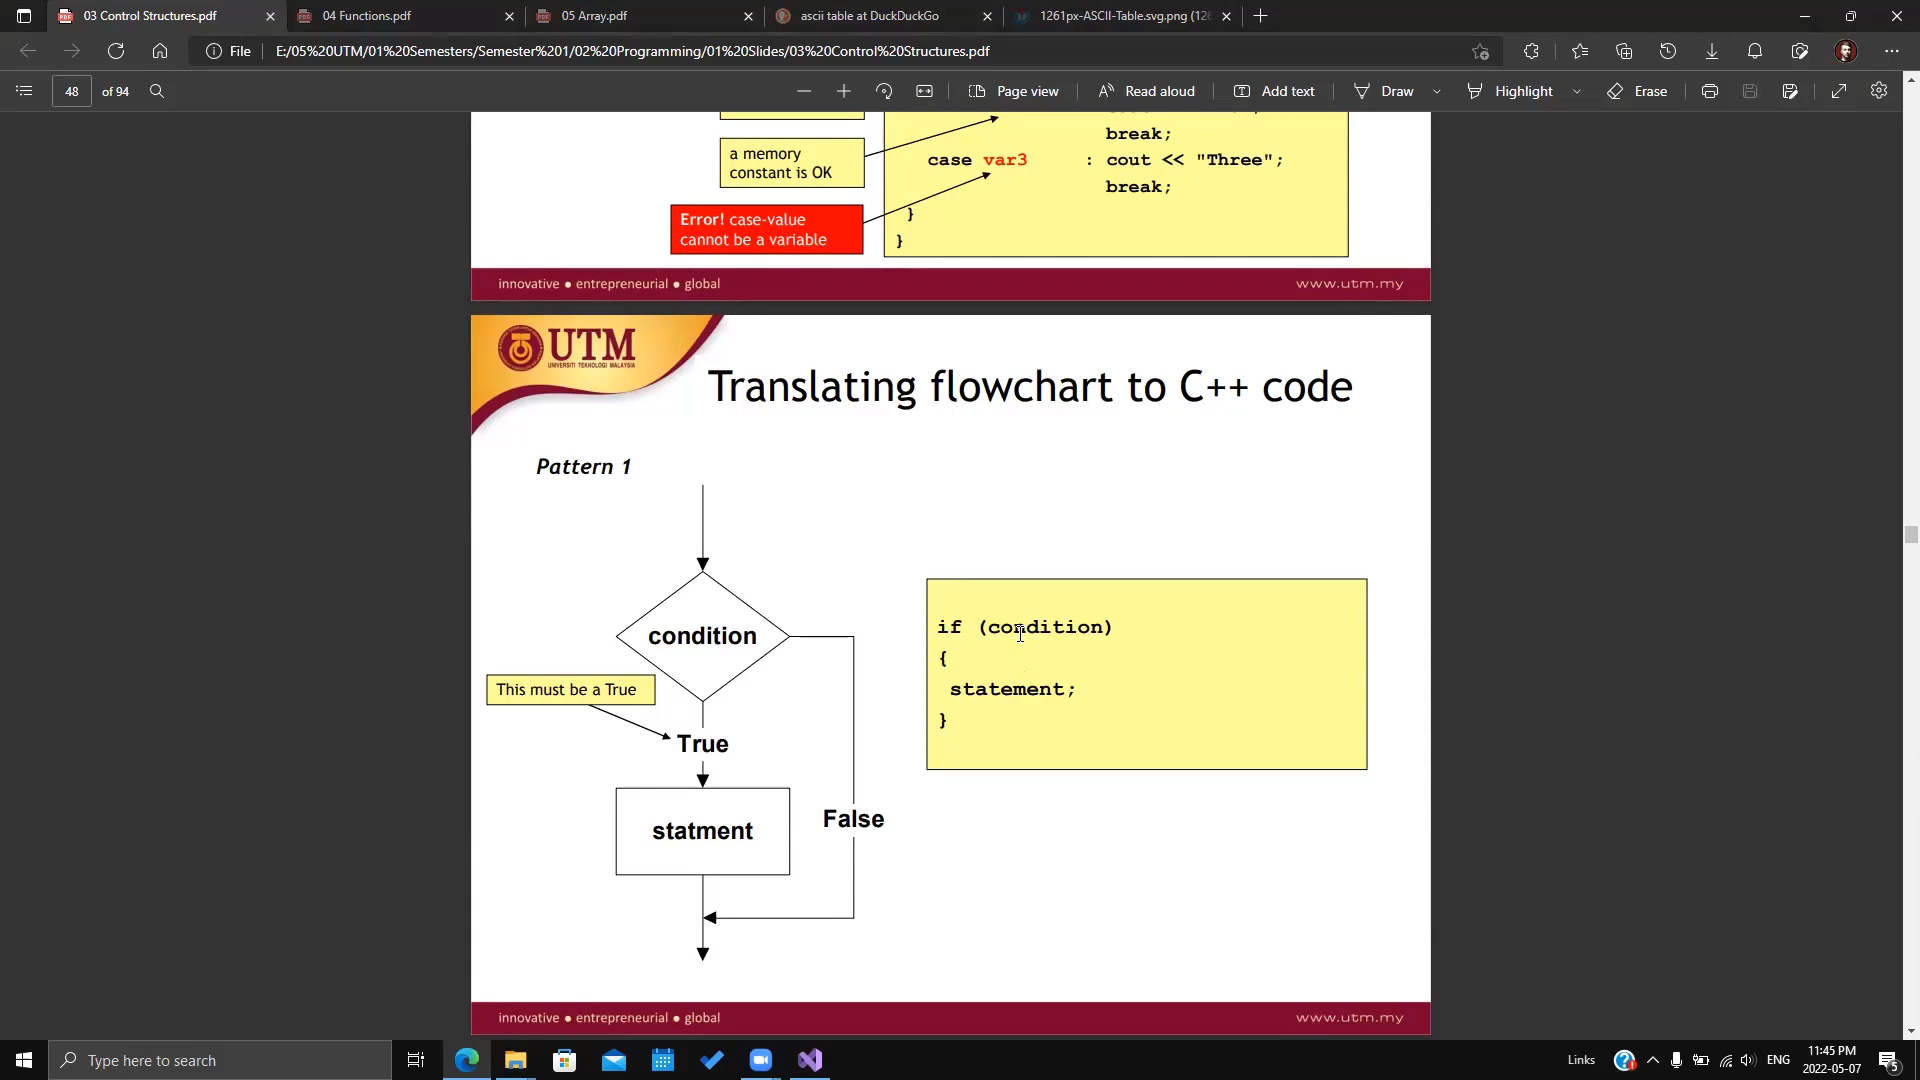 03 Control Structures.pdf
04 Functions.pdf
05 Array.pdf
ascii table at DuckDuckGo
1261px-ASCII-Table.svg.png (126
File
E:/05%20UTM/01%20Semesters/Semester%201/02%20Programming/01%20Slides/03%20Control%20Structures.pdf
48 of 94
Page view
Read aloud
Add text
Draw
Highlight
Erase
break;
a memory
constant is OK
case var3 : cout << "Three";
break;
Error! case-value
cannot be a variable
}
}
innovative ● entrepreneurial ● global
www.utm.my
UTM
UNIVERSITI TEKNOLOGI MALAYSIA
Translating flowchart to C++ code
Pattern 1
condition
This must be a True
True
statment
False
if (condition)
{
statement;
}
innovative ● entrepreneurial ● global
www.utm.my
Type here to search
Links
ENG
11:45 PM
2022-05-07
5